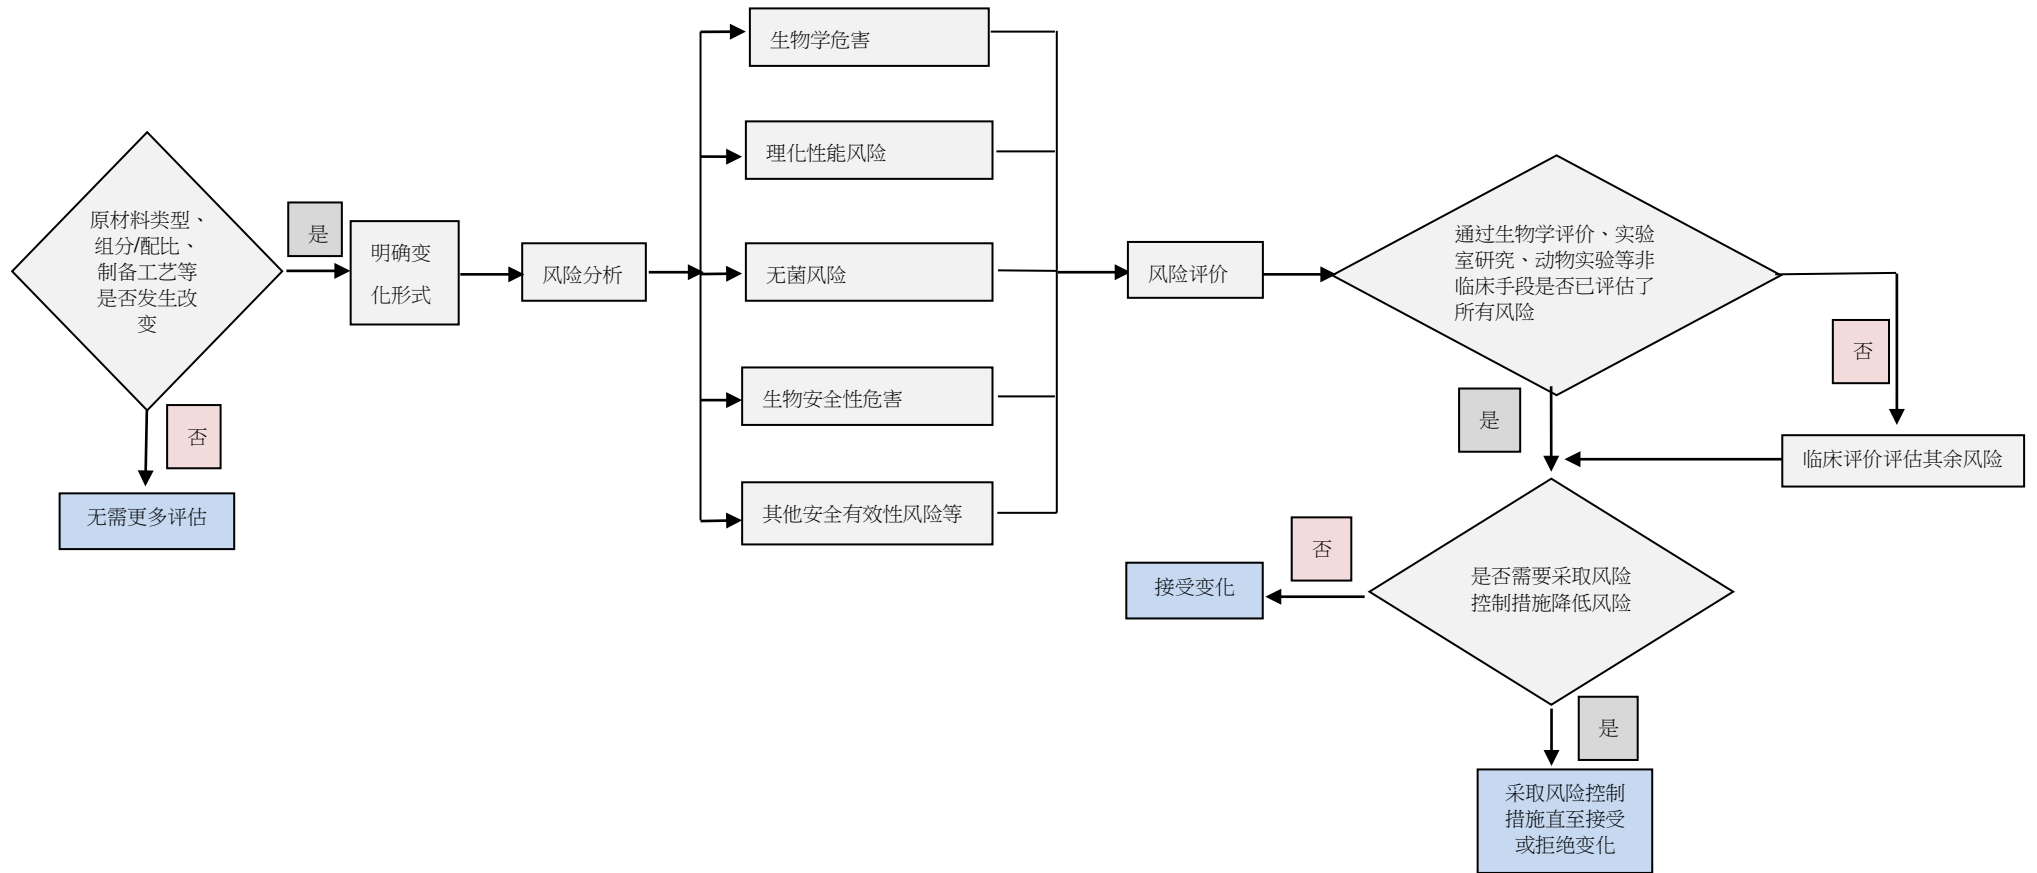 原材料类型、
组分/配比、
制备工艺等
是否发生改
变
是
否
无需更多评估
明确变
化形式
风险分析
生物学危害
理化性能风险
无菌风险
生物安全性危害
其他安全有效性风险等
风险评价
通过生物学评价、实验
室研究、动物实验等非
临床手段是否已评估了
所有风险
否
是
临床评价评估其余风险
是否需要采取风险
控制措施降低风险
否
接受变化
是
采取风险控制
措施直至接受
或拒绝变化